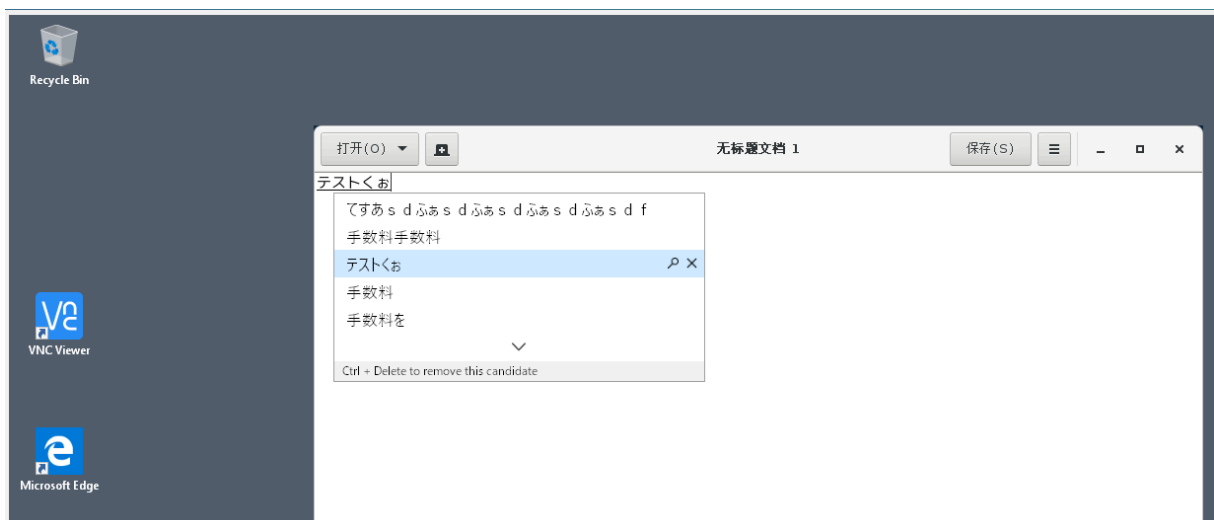 Recycle Bin
打开(O)
无标题文档 1
保存(S)
テストくぉ
てすあｓｄふぁｓｄふぁｓｄふぁｓｄふぁｓｄｆ
手数料手数料
テストくぉ
手数料
手数料を
Ctrl + Delete to remove this candidate
VNC Viewer
Microsoft Edge